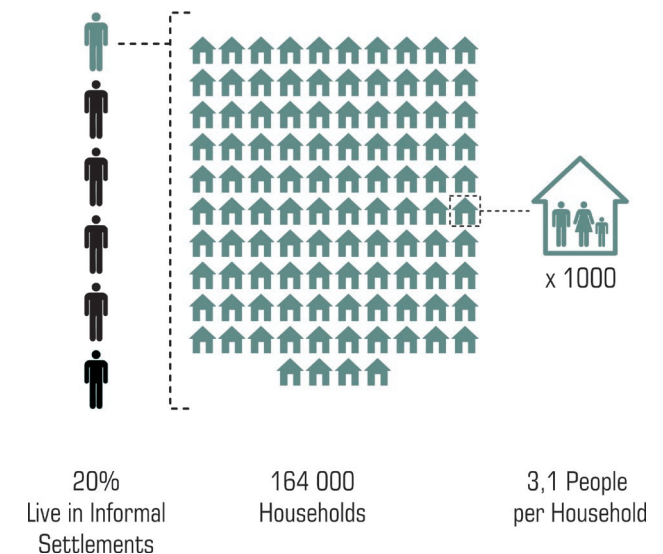 x 1000
20%
Live in Informal
Settlements
164 000
Households
3,1 People
per Household